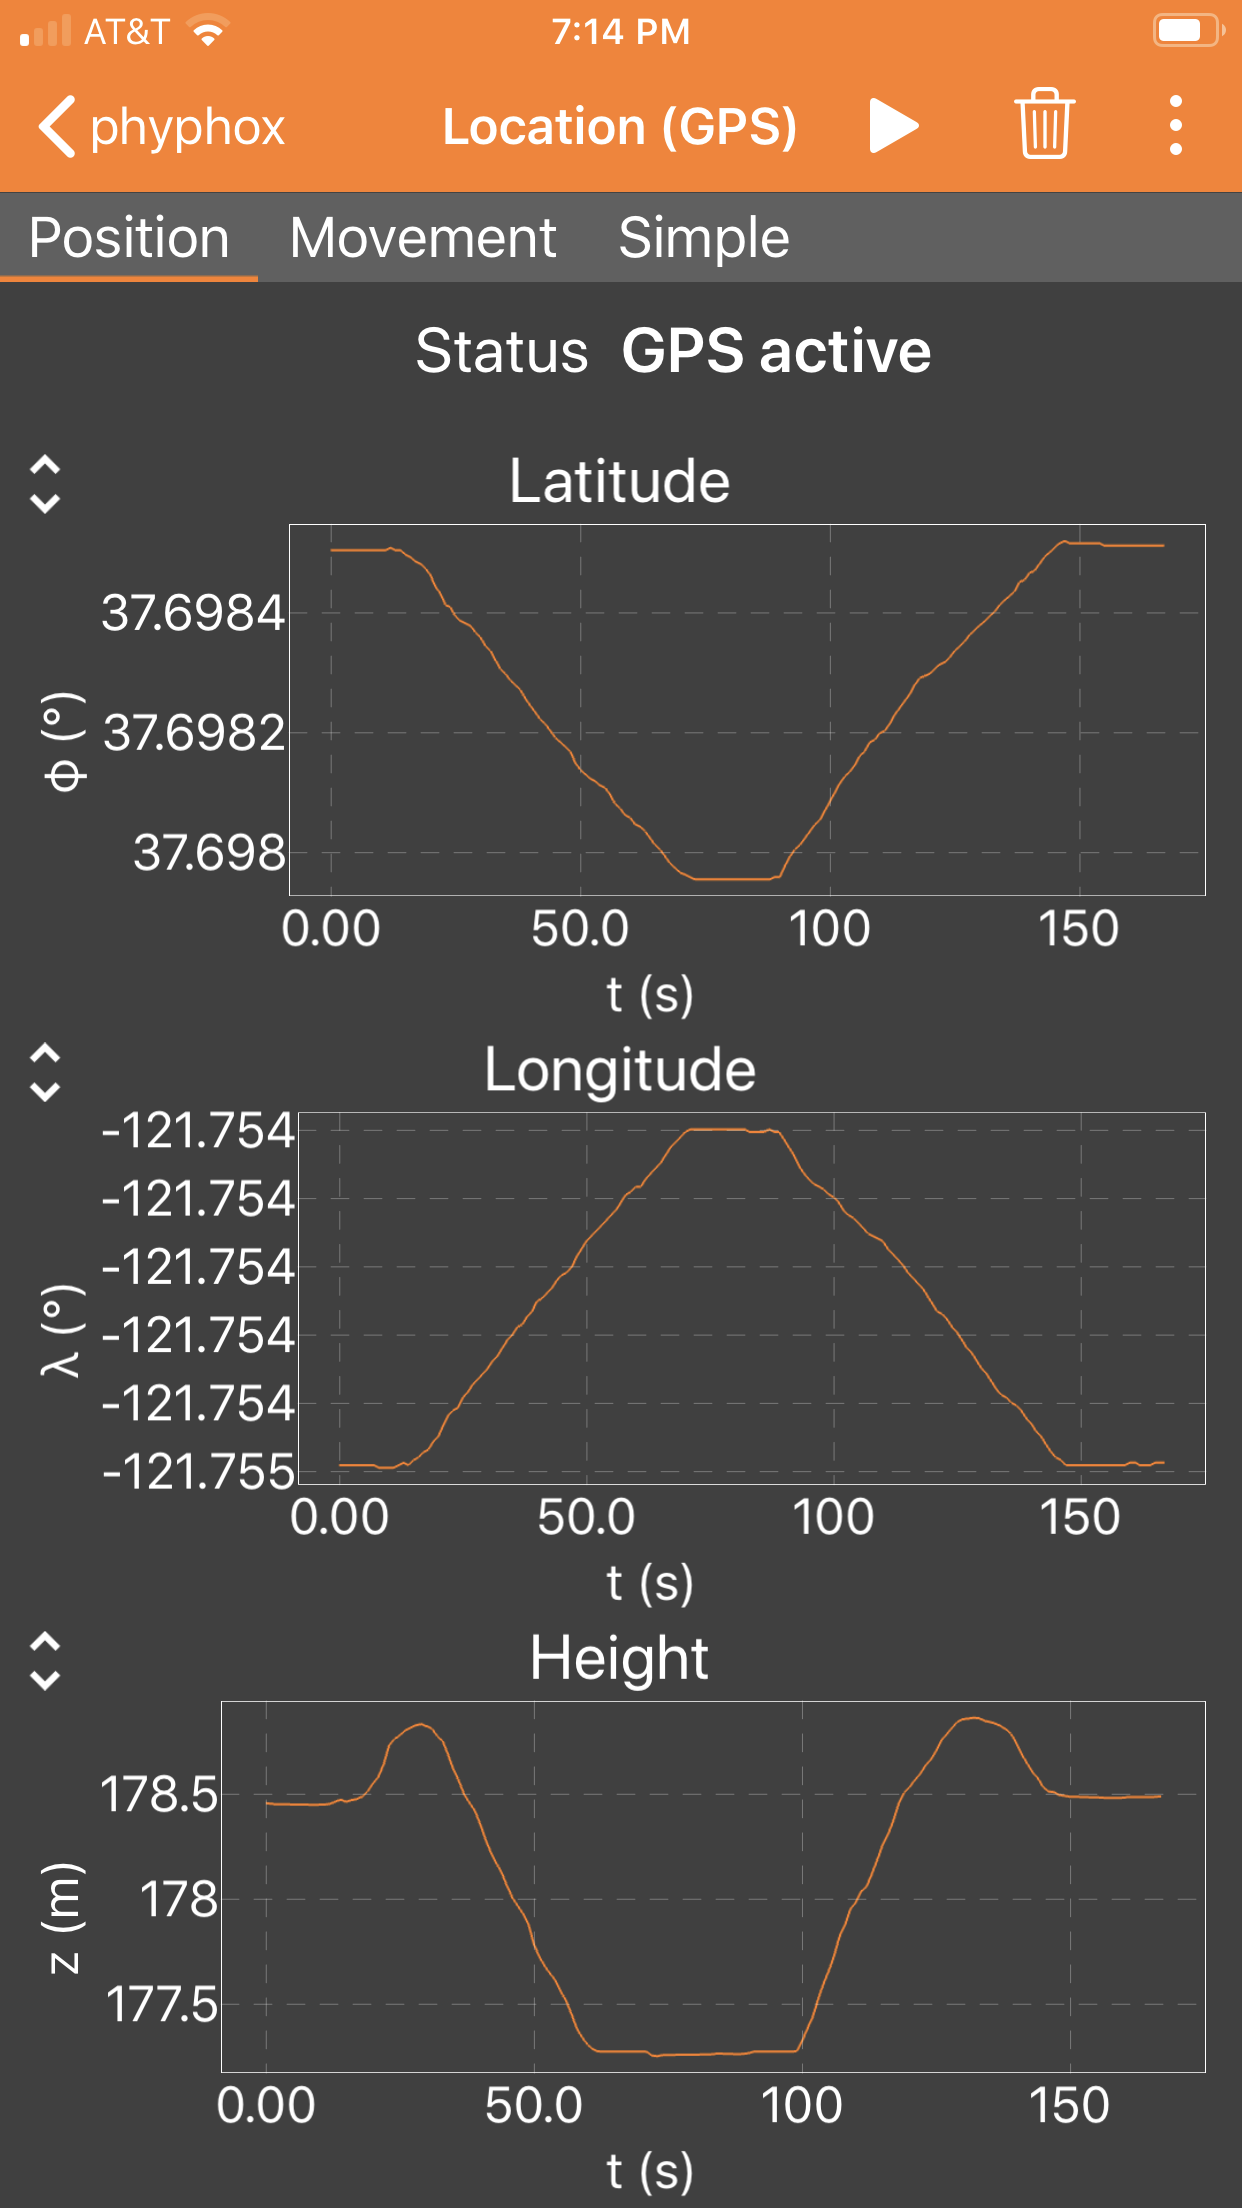 AT&T 7:14 PM
phyphox Location (GPS)
Position Movement Simple
Status GPS active
Latitude
37.6984
37.6982
37.698
Φ (°)
0.00 50.0 100 150
t (s)
Longitude
-121.754
-121.754
-121.754
-121.754
-121.754
-121.755
λ (°)
0.00 50.0 100 150
t (s)
Height
178.5
178
177.5
z (m)
0.00 50.0 100 150
t (s)